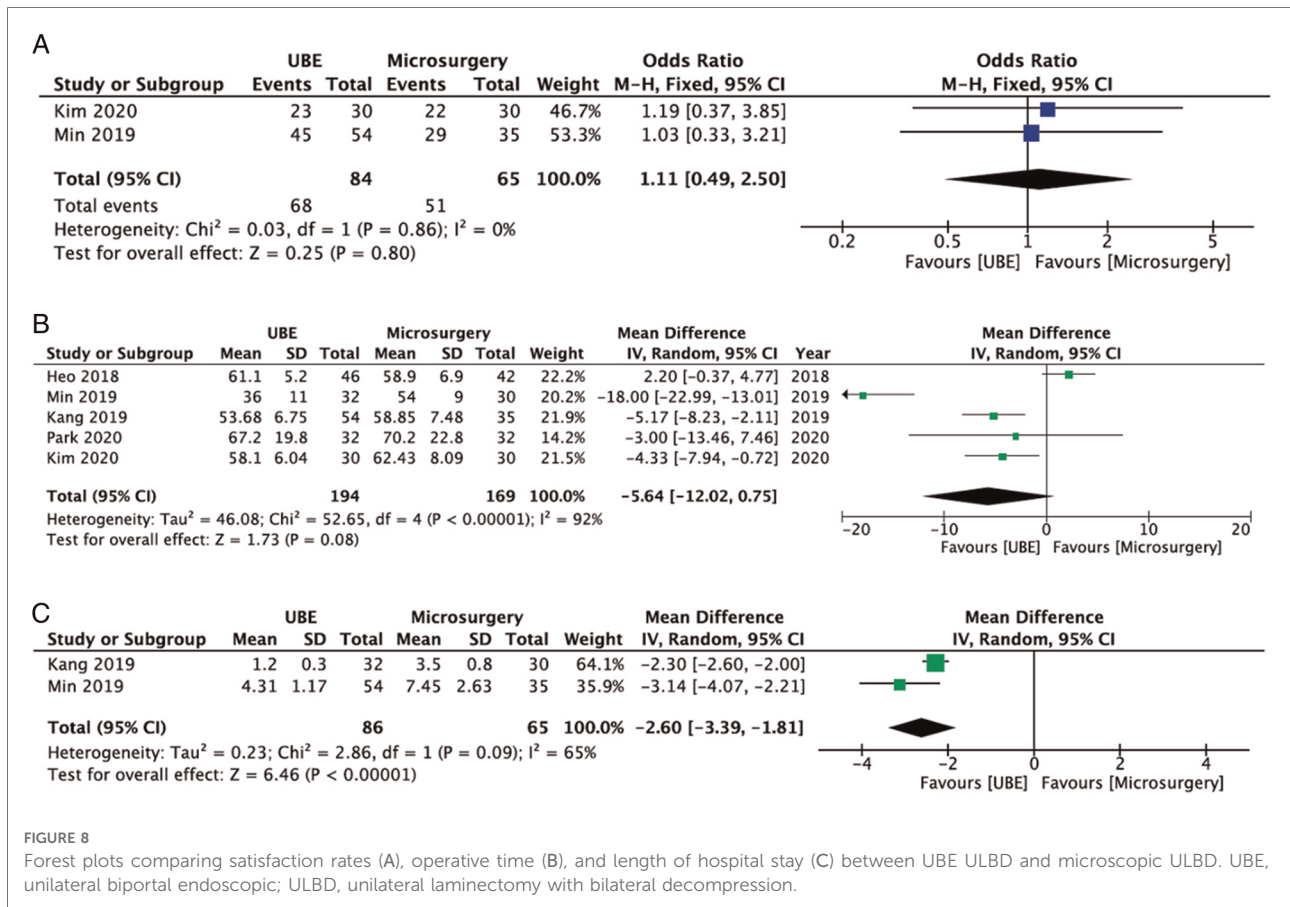 A
UBE Microsurgery Odds Ratio Odds Ratio
Study or Subgroup Events Total Events Total Weight M-H, Fixed, 95% CI M-H, Fixed, 95% CI
Kim 2020 23 30 22 30 46.7% 1.19 [0.37, 3.85]
Min 2019 45 54 29 35 53.3% 1.03 [0.33, 3.21]
Total (95% CI) 84 65 100.0% 1.11 [0.49, 2.50]
Total events 68 51
Heterogeneity: Chi² = 0.03, df = 1 (P = 0.86); I² = 0%
Test for overall effect: Z = 0.25 (P = 0.80)
0.2 0.5 1 2 5
Favours [UBE] Favours [Microsurgery]
B
UBE Microsurgery Mean Difference Mean Difference
Study or Subgroup Mean SD Total Mean SD Total Weight IV, Random, 95% CI Year IV, Random, 95% CI
Heo 2018 61.1 5.2 46 58.9 6.9 42 22.2% 2.20 [-0.37, 4.77] 2018
Min 2019 36 11 32 54 9 30 20.2% -18.00 [-22.99, -13.01] 2019
Kang 2019 53.68 6.75 54 58.85 7.48 35 21.9% -5.17 [-8.23, -2.11] 2019
Park 2020 67.2 19.8 32 70.2 22.8 32 14.2% -3.00 [-13.46, 7.46] 2020
Kim 2020 58.1 6.04 30 62.43 8.09 30 21.5% -4.33 [-7.94, -0.72] 2020
Total (95% CI) 194 169 100.0% -5.64 [-12.02, 0.75]
Heterogeneity: Tau² = 46.08; Chi² = 52.65, df = 4 (P < 0.00001); I² = 92%
Test for overall effect: Z = 1.73 (P = 0.08)
-20 -10 0 10 20
Favours [UBE] Favours [Microsurgery]
C
UBE Microsurgery Mean Difference Mean Difference
Study or Subgroup Mean SD Total Mean SD Total Weight IV, Random, 95% CI IV, Random, 95% CI
Kang 2019 1.2 0.3 32 3.5 0.8 30 64.1% -2.30 [-2.60, -2.00]
Min 2019 4.31 1.17 54 7.45 2.63 35 35.9% -3.14 [-4.07, -2.21]
Total (95% CI) 86 65 100.0% -2.60 [-3.39, -1.81]
Heterogeneity: Tau² = 0.23; Chi² = 2.86, df = 1 (P = 0.09); I² = 65%
Test for overall effect: Z = 6.46 (P < 0.00001)
-4 -2 0 2 4
Favours [UBE] Favours [Microsurgery]
FIGURE 8
Forest plots comparing satisfaction rates (A), operative time (B), and length of hospital stay (C) between UBE ULBD and microscopic ULBD. UBE,
unilateral biportal endoscopic; ULBD, unilateral laminectomy with bilateral decompression.